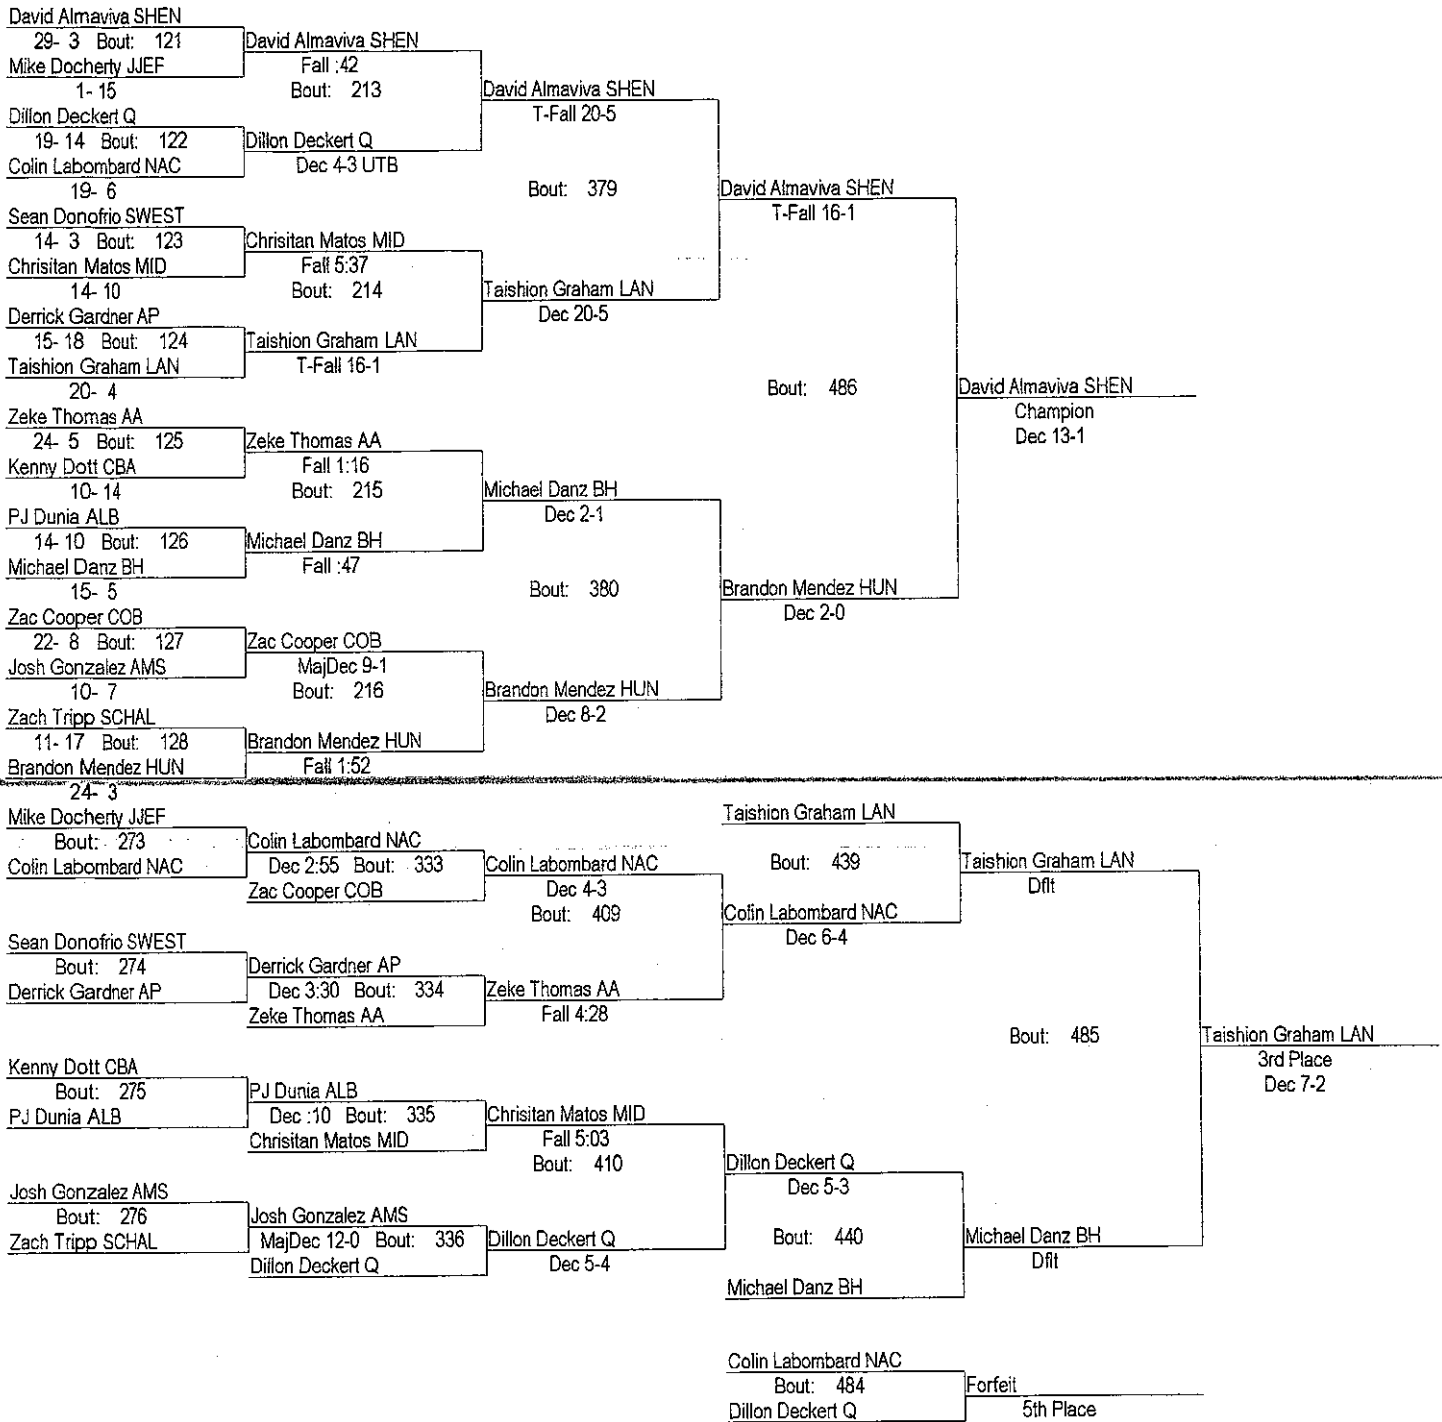 David Almaviva SHEN
29- 3 Bout: 121
Mike Docherty JJEF
1- 15
Dillon Deckert Q
19- 14 Bout: 122
Colin Labombard NAC
19- 6
Sean Donofrio SWEST
14- 3 Bout: 123
Chrisitan Matos MID
14- 10
Derrick Gardner AP
15- 18 Bout: 124
Taishion Graham LAN
20- 4
Zeke Thomas AA
24- 5 Bout: 125
Kenny Dott CBA
10- 14
PJ Dunia ALB
14- 10 Bout: 126
Michael Danz BH
15- 5
Zac Cooper COB
22- 8 Bout: 127
Josh Gonzalez AMS
10- 7
Zach Tripp SCHAL
11- 17 Bout: 128
Brandon Mendez HUN
24- 3
David Almaviva SHEN
Fall :42
Bout: 213
Dillon Deckert Q
Dec 4-3 UTB
Chrisitan Matos MID
Fall 5:37
Bout: 214
Taishion Graham LAN
T-Fall 16-1
Zeke Thomas AA
Fall 1:16
Bout: 215
Michael Danz BH
Fall :47
Zac Cooper COB
MajDec 9-1
Bout: 216
Brandon Mendez HUN
Fall 1:52
David Almaviva SHEN
T-Fall 20-5
Bout: 379
Taishion Graham LAN
Dec 20-5
Michael Danz BH
Dec 2-1
Bout: 380
Brandon Mendez HUN
Dec 8-2
David Almaviva SHEN
T-Fall 16-1
Bout: 486
Brandon Mendez HUN
Dec 2-0
David Almaviva SHEN
Champion
Dec 13-1
Mike Docherty JJEF
Bout: 273
Colin Labombard NAC
Sean Donofrio SWEST
Bout: 274
Derrick Gardner AP
Kenny Dott CBA
Bout: 275
PJ Dunia ALB
Josh Gonzalez AMS
Bout: 276
Zach Tripp SCHAL
Colin Labombard NAC
Dec 2:55 Bout: 333
Zac Cooper COB
Derrick Gardner AP
Dec 3:30 Bout: 334
Zeke Thomas AA
PJ Dunia ALB
Dec :10 Bout: 335
Chrisitan Matos MID
Josh Gonzalez AMS
MajDec 12-0 Bout: 336
Dillon Deckert Q
Colin Labombard NAC
Dec 4-3
Bout: 409
Zeke Thomas AA
Fall 4:28
Chrisitan Matos MID
Fall 5:03
Bout: 410
Dillon Deckert Q
Dec 5-4
Taishion Graham LAN
Bout: 439
Colin Labombard NAC
Dec 6-4
Dillon Deckert Q
Dec 5-3
Bout: 440
Michael Danz BH
Taishion Graham LAN
Dflt
Bout: 485
Michael Danz BH
Dflt
Taishion Graham LAN
3rd Place
Dec 7-2
Colin Labombard NAC
Bout: 484
Dillon Deckert Q
Forfeit
5th Place